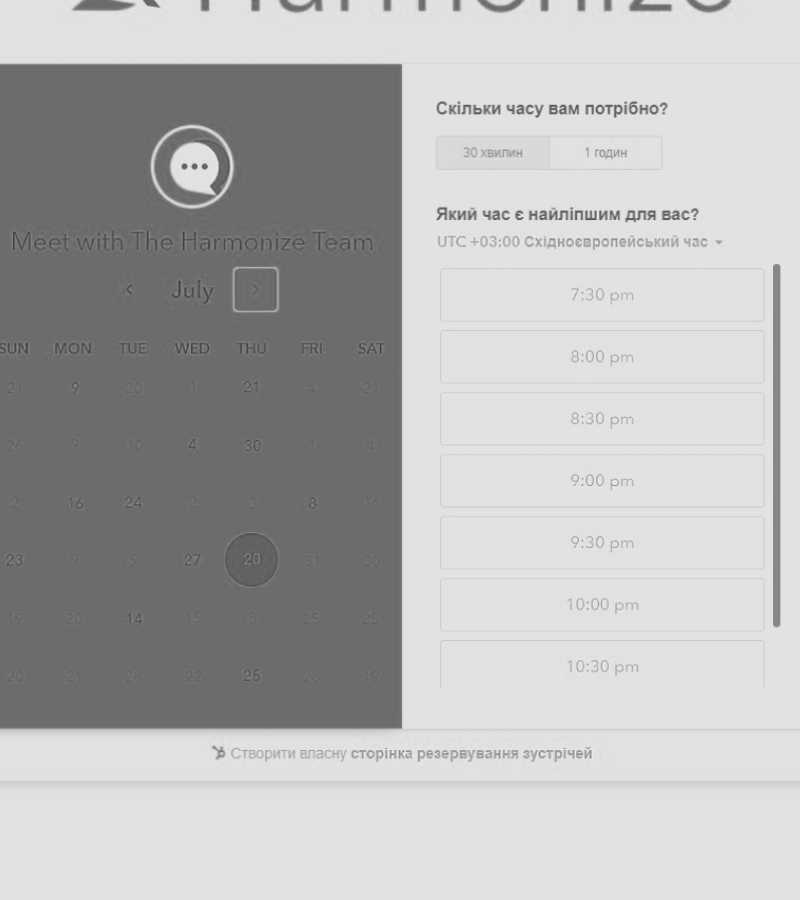 Harmonize
Meet with The Harmonize Team
July
SUN MON TUE WED THU FRI SAT
21 9 20 1 21 4 21
26 9 10 4 30 1 4
2 16 24 2 3 8 16
23 9 5 27 20 31 30
19 20 14 15 8 25 25
20 21 26 22 25 28 19
Скільки часу вам потрібно?
30 хвилин 1 годин
Який час є найліпшим для вас?
UTC +03:00 Східноєвропейський час
7:30 pm
8:00 pm
8:30 pm
9:00 pm
9:30 pm
10:00 pm
10:30 pm
Створити власну сторінка резервування зустрічей